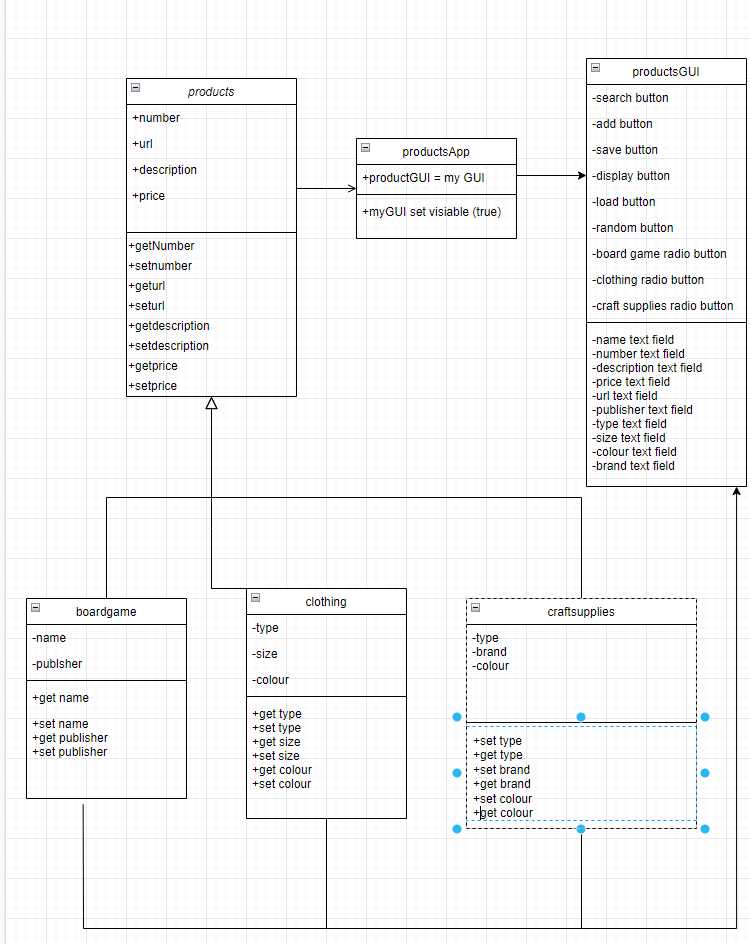 products
+number
+url
+description
+price
+getNumber
+setnumber
+geturl
+seturl
+getdescription
+setdescription
+getprice
+setprice
productsApp
+productGUI = my GUI
+myGUI set visiable (true)
productsGUI
-search button
-add button
-save button
-display button
-load button
-random button
-board game radio button
-clothing radio button
-craft supplies radio button
-name text field
-number text field
-description text field
-price text field
-url text field
-publisher text field
-type text field
-size text field
-colour text field
-brand text field
boardgame
-name
-publsher
+get name
+set name
+get publisher
+set publisher
clothing
-type
-size
-colour
+get type
+set type
+get size
+set size
+get colour
+set colour
craftsupplies
-type
-brand
-colour
+set type
+get type
+set brand
+get brand
+set colour
+get colour